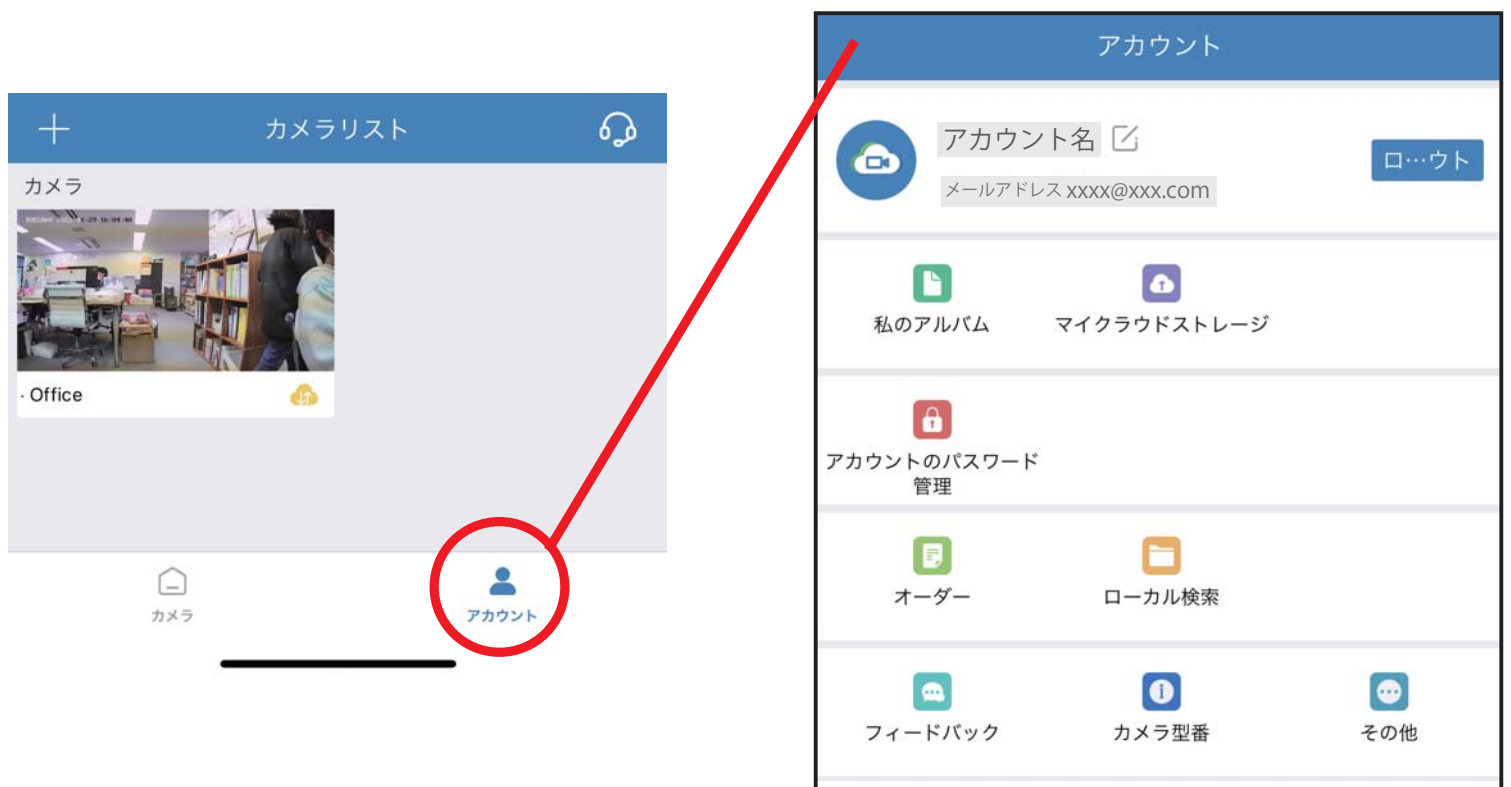 カメラリスト
カメラ
· Office
カメラ
アカウント
アカウント
アカウント名
メールアドレス xxxx@xxx.com
ロ…ウト
私のアルバム
マイクラウドストレージ
アカウントのパスワード
管理
オーダー
ローカル検索
フィードバック
カメラ型番
その他